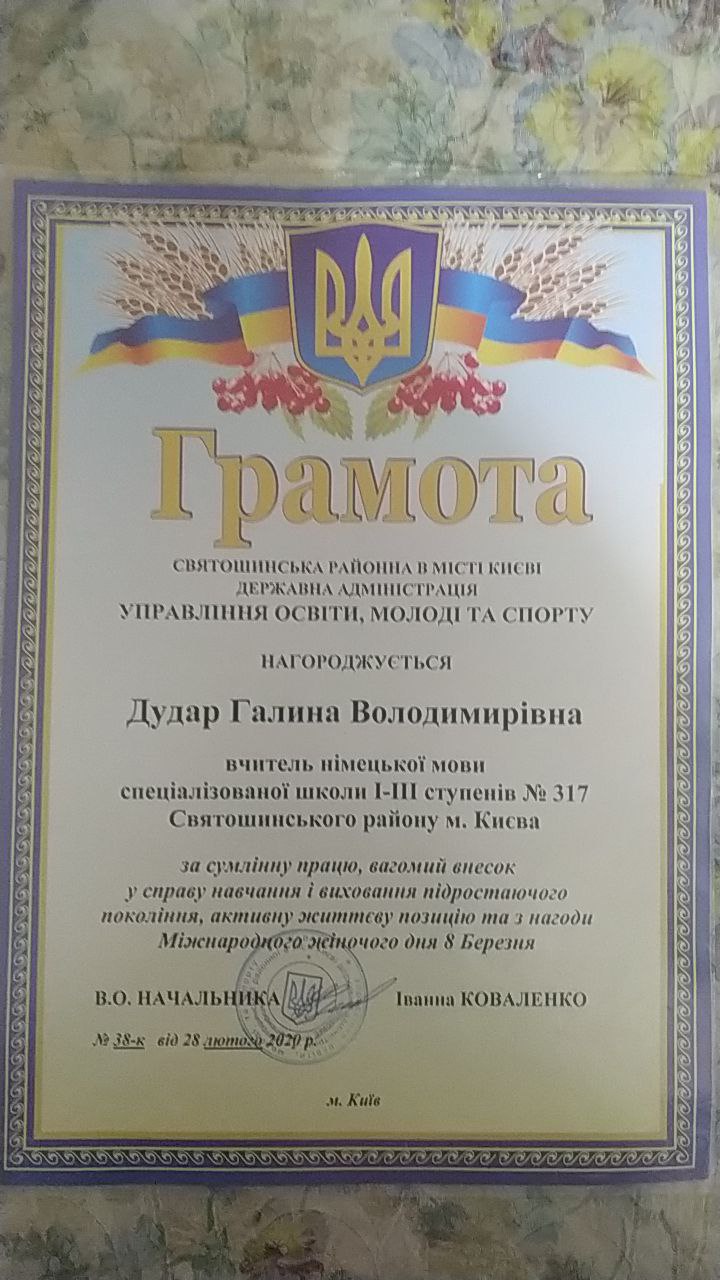 Грамота
СВЯТОШИНСЬКА РАЙОННА В МІСТІ КИЄВІ
ДЕРЖАВНА АДМІНІСТРАЦІЯ
УПРАВЛІННЯ ОСВІТИ, МОЛОДІ ТА СПОРТУ
НАГОРОДЖУЄТЬСЯ
Дудар Галина Володимирівна
вчитель німецької мови
спеціалізованої школи І-ІІІ ступенів № 317
Святошинського району м. Києва
за сумлінну працю, вагомий внесок
у справу навчання і виховання підростаючого
покоління, активну життєву позицію та з нагоди
Міжнародного жіночого дня 8 Березня
В.О. НАЧАЛЬНИКА Іванна КОВАЛЕНКО
№ 38-к від 28 лютого 2020 р.
м. Київ